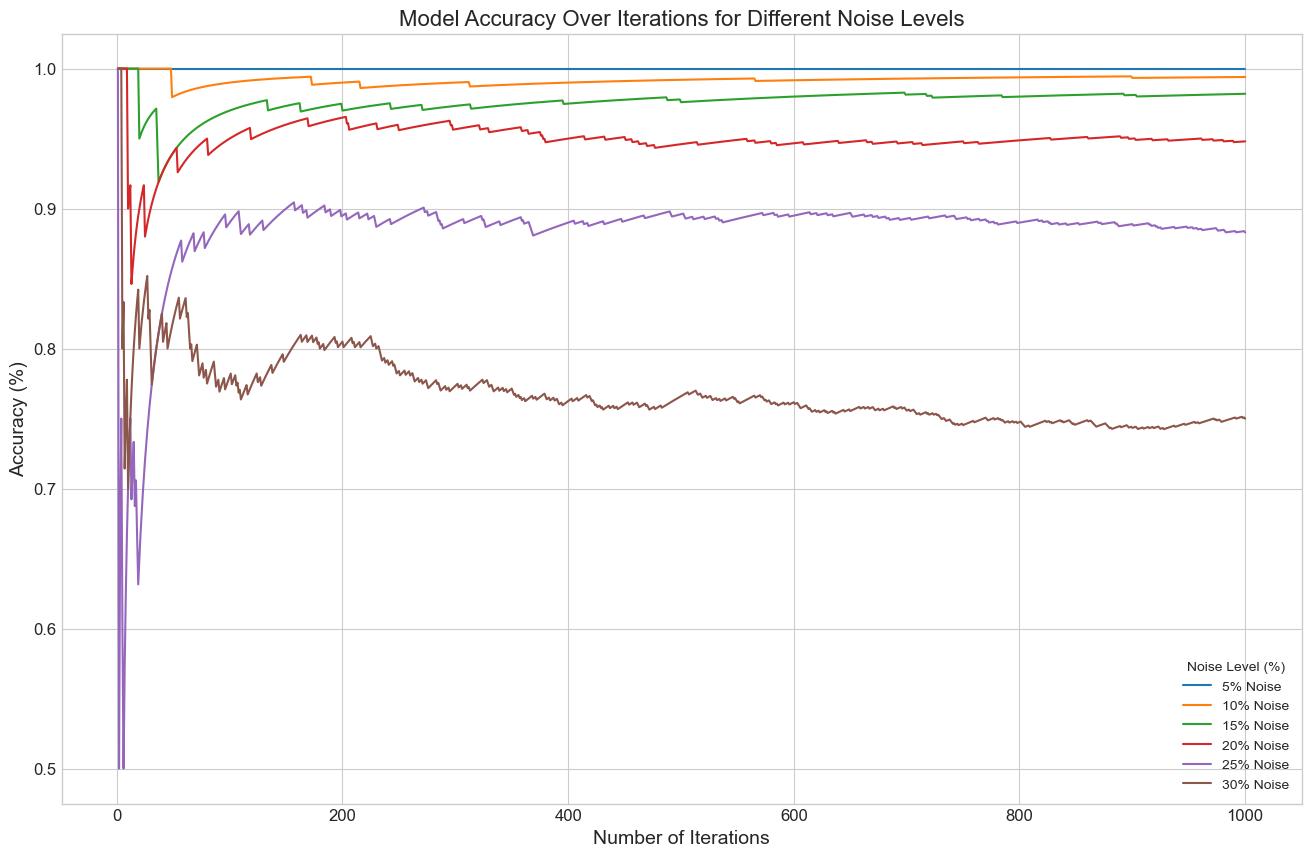 Model Accuracy Over Iterations for Different Noise Levels
1.0
0.9
0.8
0.7
0.6
0.5
Accuracy (%)
0
200
400
600
800
1000
Number of Iterations
Noise Level (%)
5% Noise
10% Noise
15% Noise
20% Noise
25% Noise
30% Noise